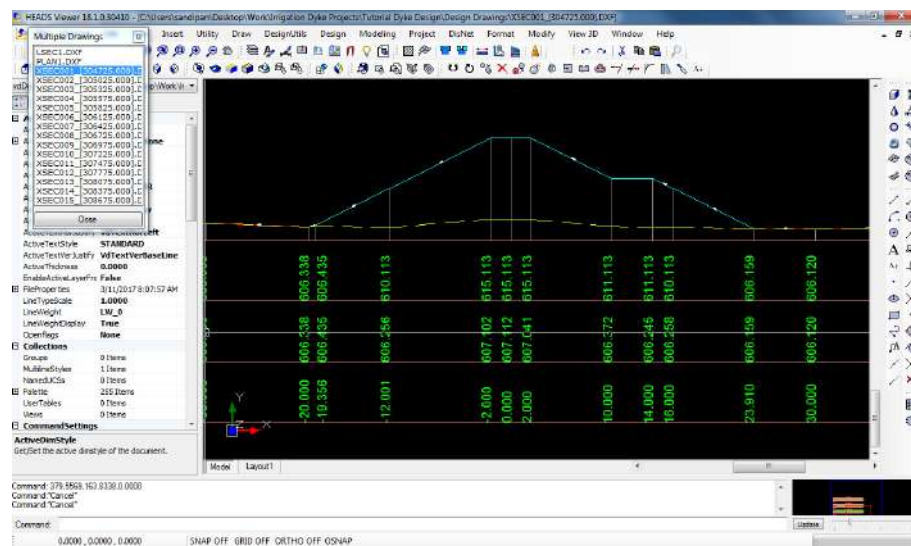 HEADS Viewer 18.1.0.30410 - [C:\Users\sandipam\Desktop\Work\Irrigation Dyke Projects\Tutorial Dyke Design\Design Drawings\XSEC001_[304725.000].DXF]
Insert Utility Draw DesignUtils Design Modeling Project DisNet Format Modify View 3D Window Help
Multiple Drawings
LSEC1.DXF
PLAN1.DXF
XSEC001_[304725.000].D
XSEC002_[305025.000].D
XSEC003_[305325.000].D
XSEC004_[305575.000].D
XSEC005_[305825.000].D
XSEC006_[306125.000].D
XSEC007_[306425.000].D
XSEC008_[306725.000].D
XSEC009_[306975.000].D
XSEC010_[307225.000].D
XSEC011_[307475.000].D
XSEC012_[307775.000].D
XSEC013_[308075.000].D
XSEC014_[308375.000].D
XSEC015_[308675.000].D
Close
ActiveTextStyle STANDARD
ActiveTextVerJustify VdTextVerBaseLine
ActiveThickness 0.0000
EnableActiveLayerFrz False
FileProperties 3/11/2017 8:07:57 AM
LineTypeScale 1.0000
LineWeight LW_0
LineWeightDisplay True
Openflags None
Collections
Groups 0 Items
MultilineStyles 1 Items
NamedUCSs 0 Items
Palette 255 Items
UserTables 0 Items
Views 0 Items
CommandSettings
ActiveDimStyle
Get/Set the active dimstyle of the document.
606.338 606.435 610.113 615.113 615.113 615.113 611.113 611.113 610.113 606.159 606.120
606.338 606.435 606.256 607.102 607.112 607.041 606.372 606.245 606.258 606.159 606.120
-20.000 -19.356 -12.001 -2.000 0.000 2.000 10.000 14.000 16.000 23.910 30.000
Y
Z X
Model Layout1
Command: 379.5568,163.8338,0.0000
Command:"Cancel"
Command:"Cancel"
Command:
Update
0.0000 , 0.0000 , 0.0000 SNAP OFF GRID OFF ORTHO OFF OSNAP